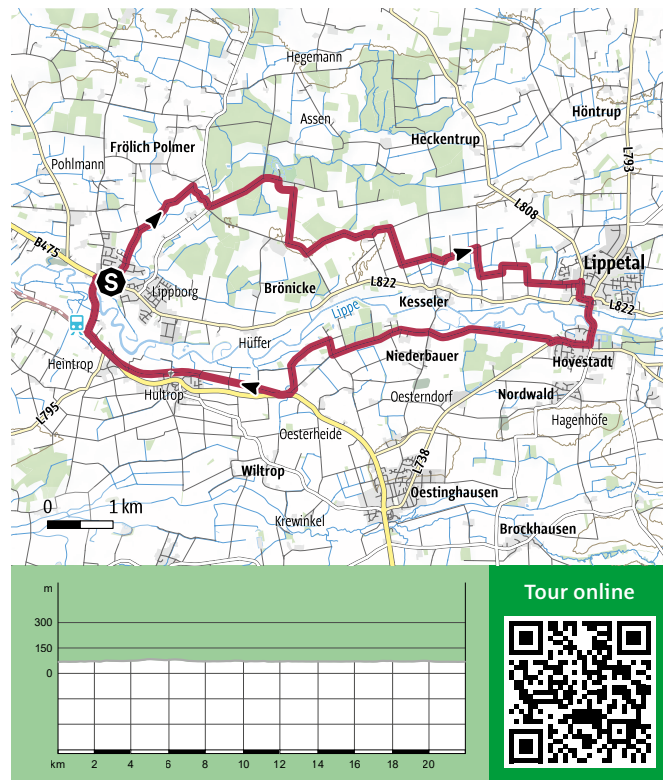 Hegemann
Höntrup
Assen
Heckentrup
Frölich Polmer
L793
Pohlmann
L808
B475
Lippetal
S
L822
Lippborg
Brönicke
Kesseler
L822
Lippe
Hüffer
Niederbauer
Hovestadt
Heintrop
Hültrop
Oesterndorf
Nordwald
L795
Hagenhöfe
Oesterheide
L738
Wiltrop
Oestinghausen
0 1 km
Krewinkel
Brockhausen
m
300
150
0
km 2 4 6 8 10 12 14 16 18 20
Tour online